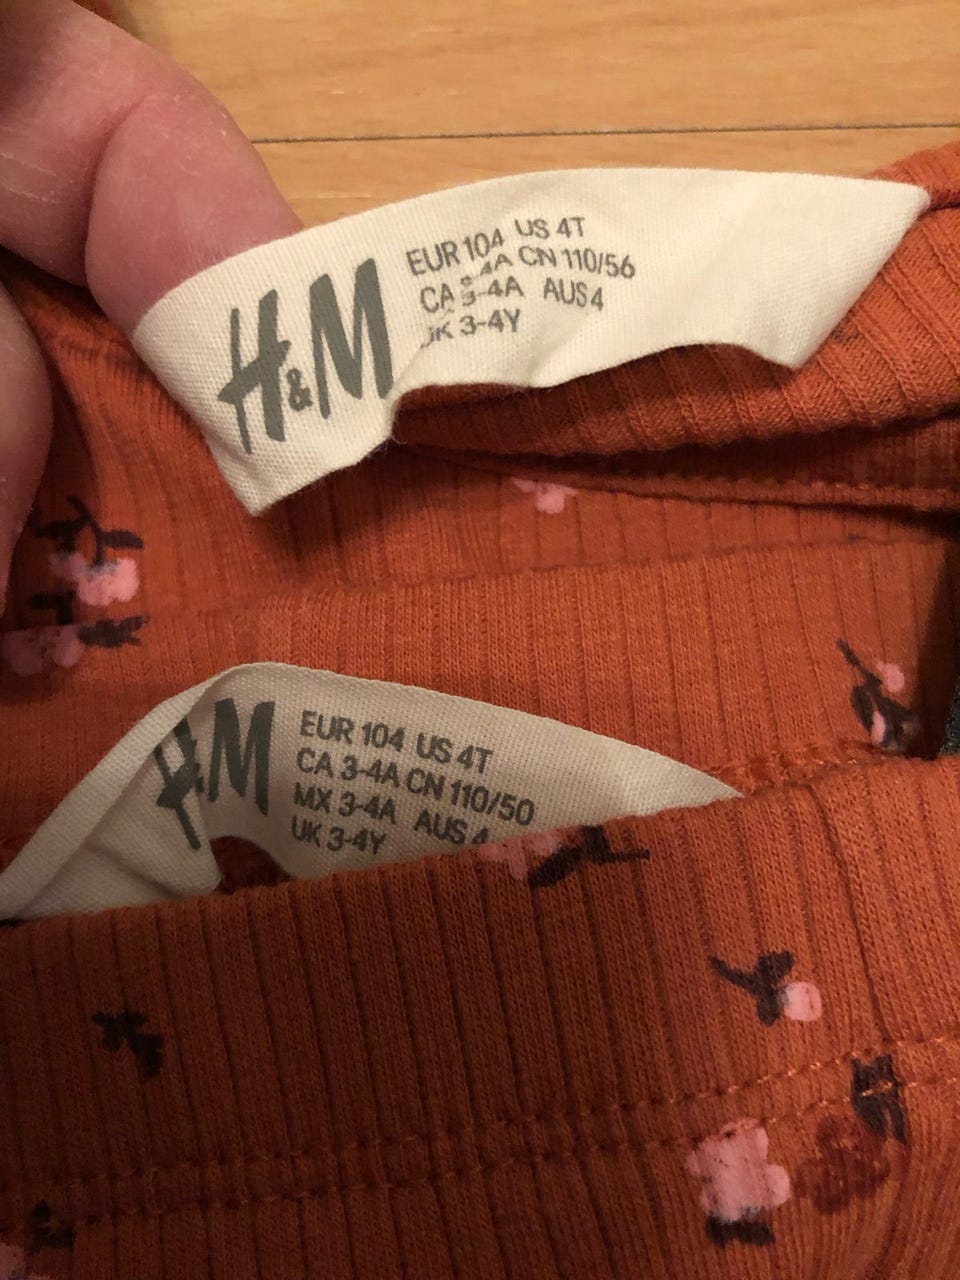 H&M
EUR 104 US 4T
4A CN 110/56
CA 3-4A AUS 4
UK 3-4Y
H&M
EUR 104 US 4T
CA 3-4A CN 110/50
MX 3-4A AUS 4
UK 3-4Y